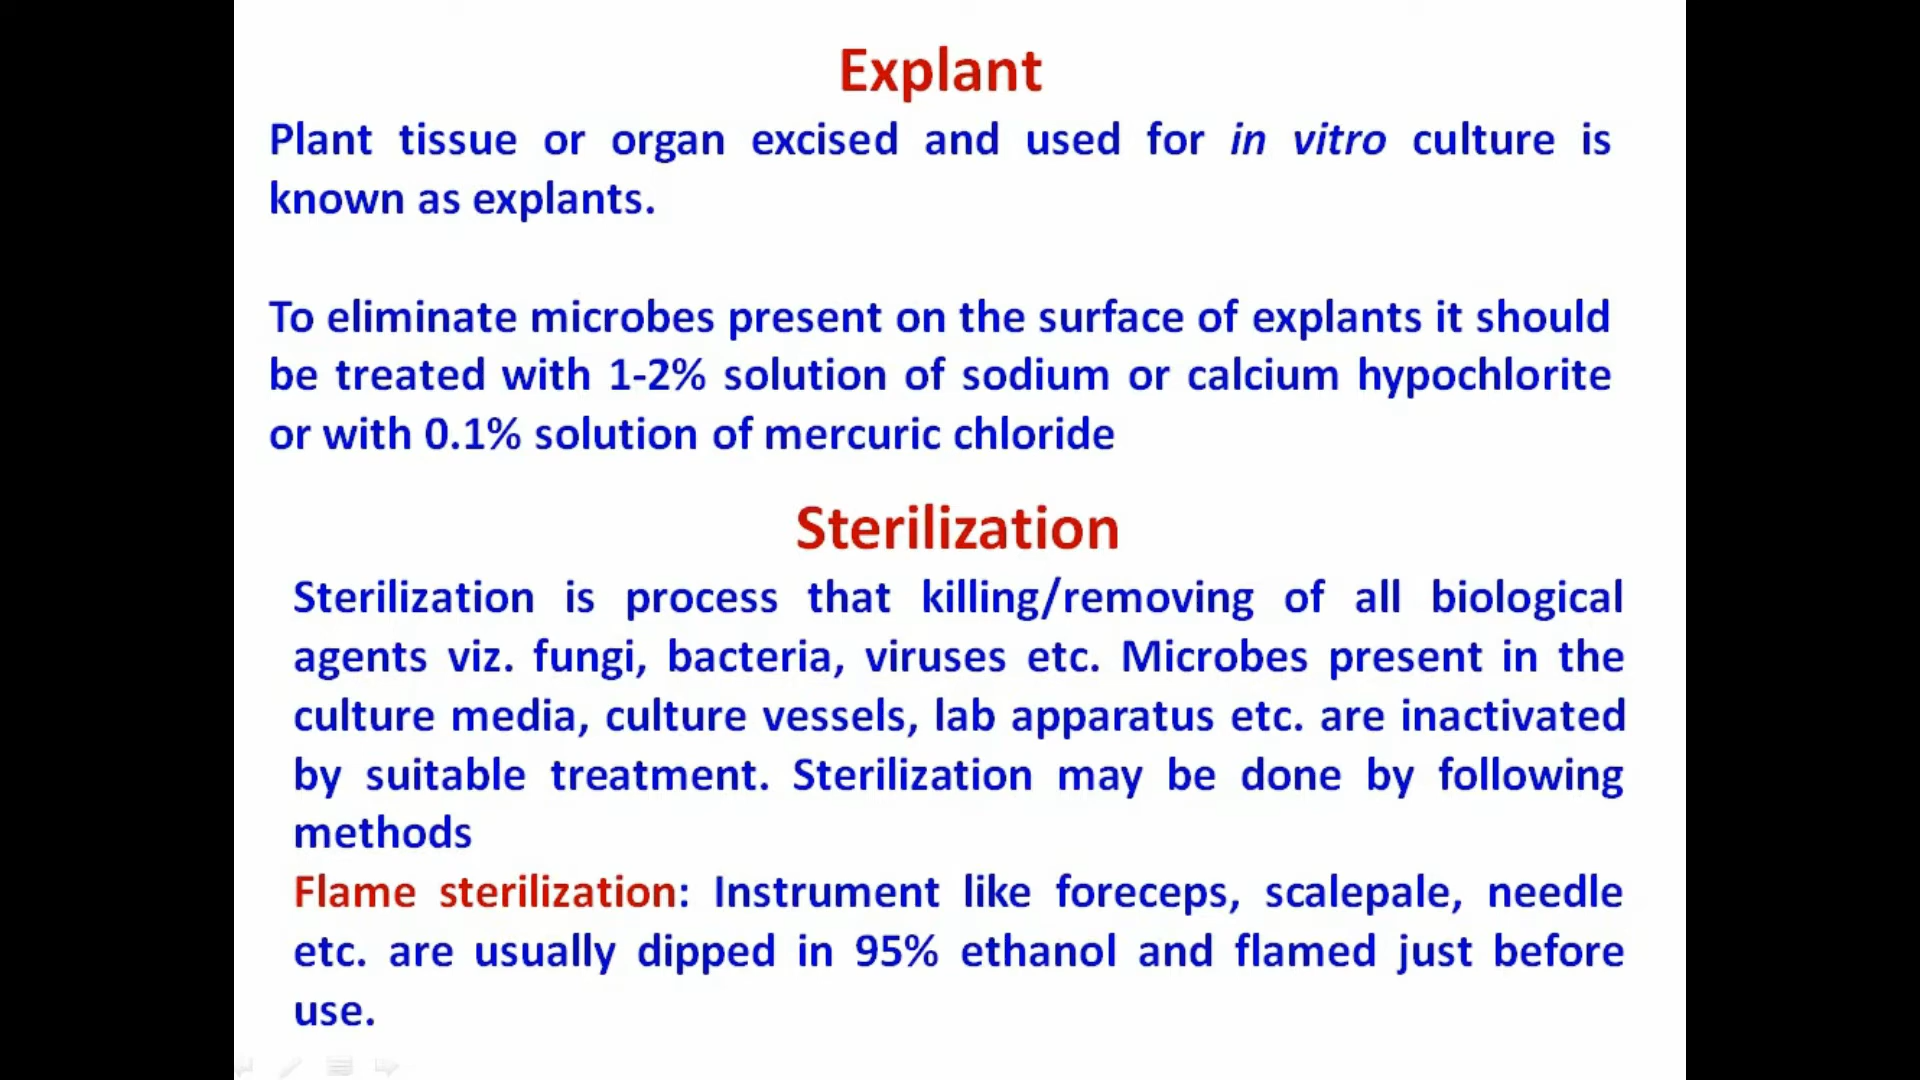 Explant
Plant tissue or organ excised and used for in vitro culture is
known as explants.
To eliminate microbes present on the surface of explants it should
be treated with 1-2% solution of sodium or calcium hypochlorite
or with 0.1% solution of mercuric chloride
Sterilization
Sterilization is process that killing/removing of all biological
agents viz. fungi, bacteria, viruses etc. Microbes present in the
culture media, culture vessels, lab apparatus etc. are inactivated
by suitable treatment. Sterilization may be done by following
methods
Flame sterilization: Instrument like foreceps, scalepale, needle
etc. are usually dipped in 95% ethanol and flamed just before
use.